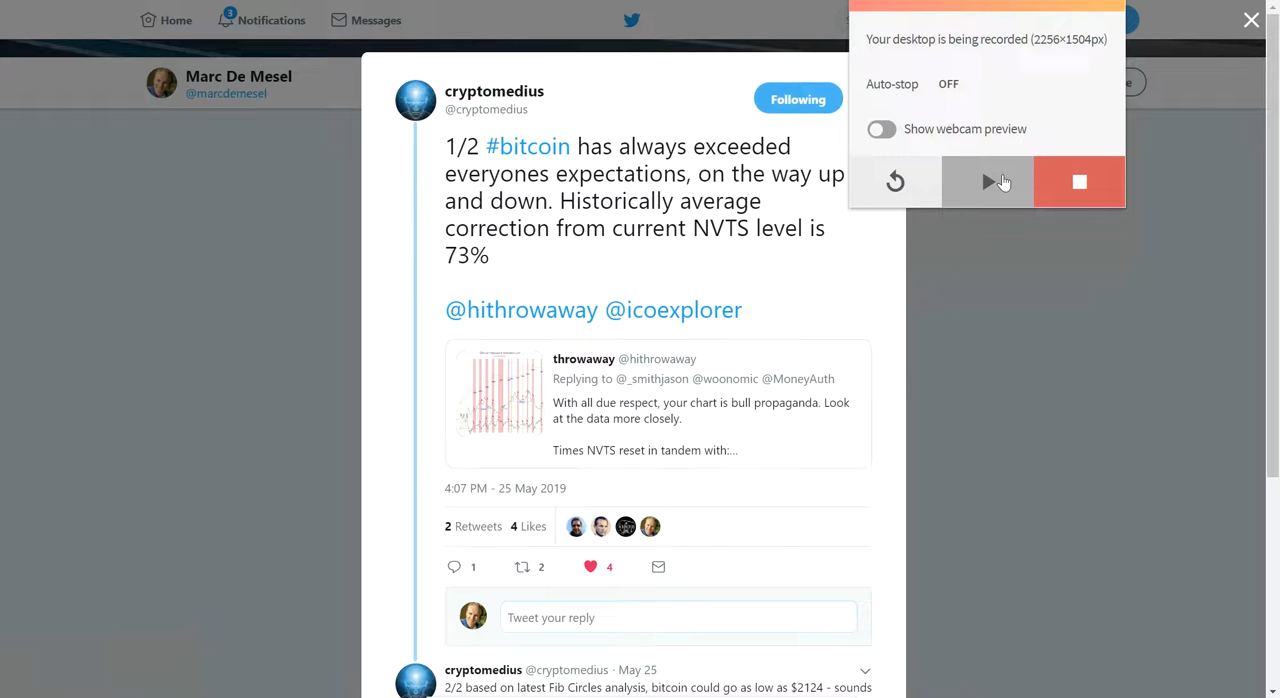 Home
3
Notifications
Messages
Your desktop is being recorded (2256×1504px)
Auto-stop OFF
Show webcam preview
Marc De Mesel
@marcdemesel
cryptomedius
@cryptomedius
Following
1/2 #bitcoin has always exceeded
everyones expectations, on the way up
and down. Historically average
correction from current NVTS level is
73%
@hithrowaway @icoexplorer
throwaway @hithrowaway
Replying to @_smithjason @woonomic @MoneyAuth
With all due respect, your chart is bull propaganda. Look
at the data more closely.
Times NVTS reset in tandem with:...
4:07 PM - 25 May 2019
2 Retweets 4 Likes
1 2 4
Tweet your reply
cryptomedius @cryptomedius · May 25
2/2 based on latest Fib Circles analysis, bitcoin could go as low as $2124 - sounds